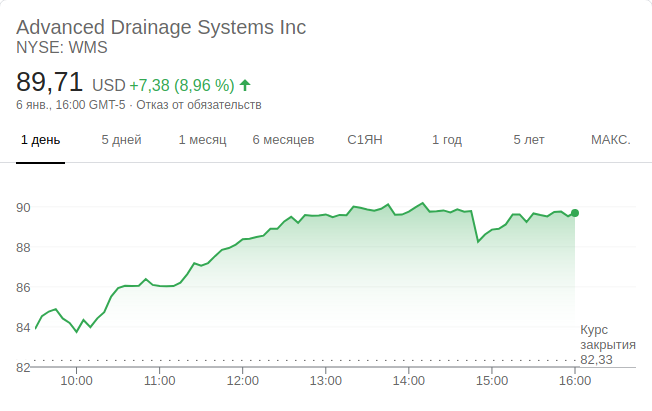 Advanced Drainage Systems Inc
NYSE: WMS
89,71 USD +7,38 (8,96 %)
6 янв., 16:00 GMT-5 · Отказ от обязательств
1 день 5 дней 1 месяц 6 месяцев С1ЯН 1 год 5 лет МАКС.
90
88
86
84
Курс
закрытия
82,33
82
10:00 11:00 12:00 13:00 14:00 15:00 16:00